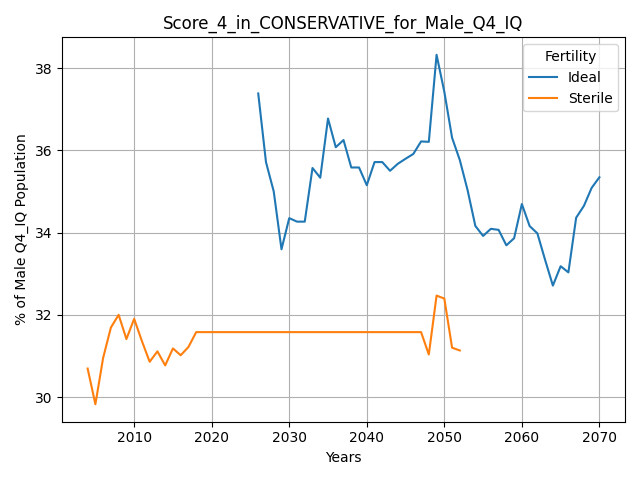 Score_4_in_CONSERVATIVE_for_Male_Q4_IQ
Fertility
Ideal
Sterile
% of Male Q4_IQ Population
38
36
34
32
30
2010
2020
2030
2040
2050
2060
2070
Years